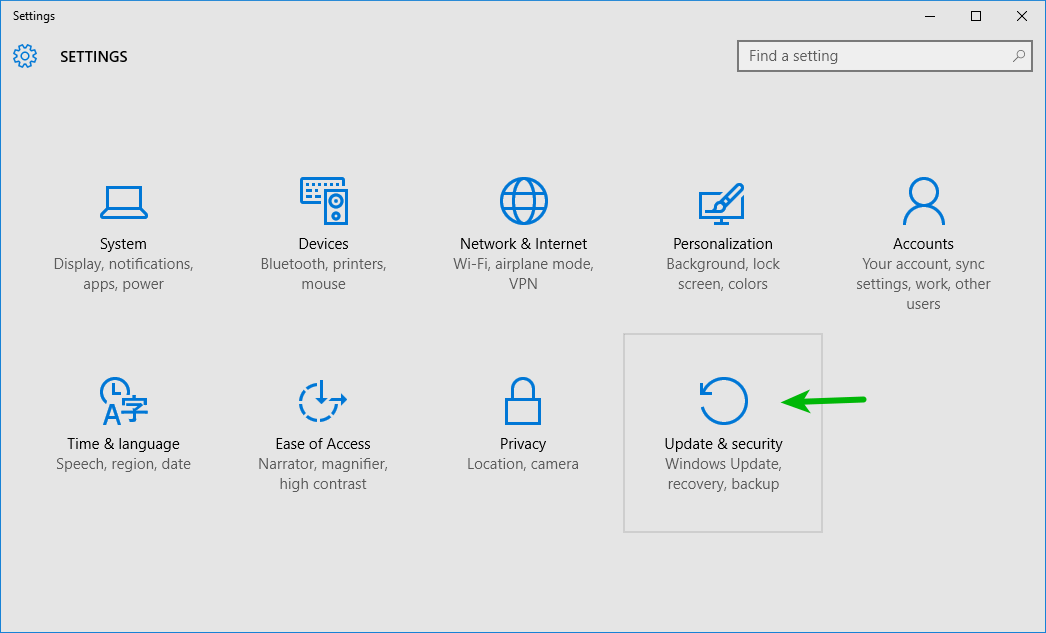 Settings
SETTINGS
Find a setting
System
Display, notifications,
apps, power
Devices
Bluetooth, printers,
mouse
Network & Internet
Wi-Fi, airplane mode,
VPN
Personalization
Background, lock
screen, colors
Accounts
Your account, sync
settings, work, other
users
A字
Time & language
Speech, region, date
Ease of Access
Narrator, magnifier,
high contrast
Privacy
Location, camera
Update & security
Windows Update,
recovery, backup